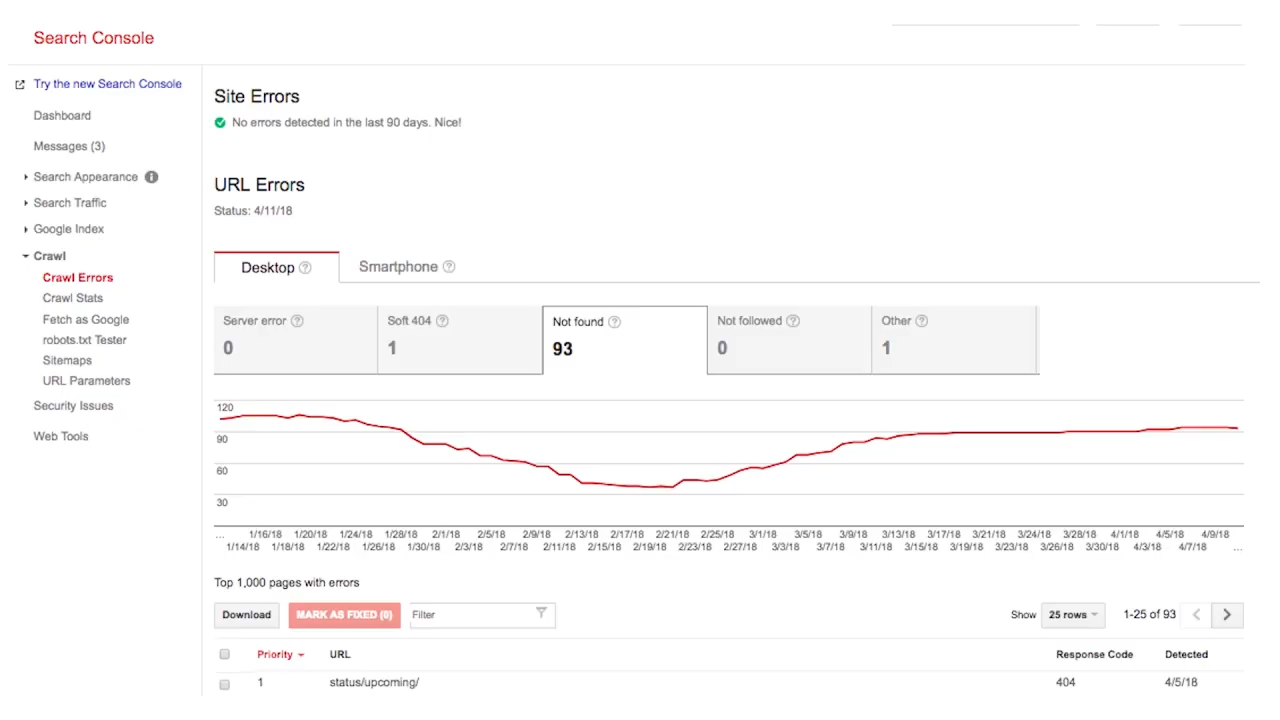 Search Console
Try the new Search Console
Dashboard
Messages (3)
Search Appearance
Search Traffic
Google Index
Crawl
Crawl Errors
Crawl Stats
Fetch as Google
robots.txt Tester
Sitemaps
URL Parameters
Security Issues
Web Tools
Site Errors
No errors detected in the last 90 days. Nice!
URL Errors
Status: 4/11/18
Desktop ? Smartphone ?
Server error ? Soft 404 ? Not found ? Not followed ? Other ?
0 1 93 0 1
120
90
60
30
... 1/16/18 1/20/18 1/24/18 1/28/18 2/1/18 2/5/18 2/9/18 2/13/18 2/17/18 2/21/18 2/25/18 3/1/18 3/5/18 3/9/18 3/13/18 3/17/18 3/21/18 3/24/18 3/28/18 4/1/18 4/5/18 4/9/18
1/14/18 1/18/18 1/22/18 1/26/18 1/30/18 2/3/18 2/7/18 2/11/18 2/15/18 2/19/18 2/23/18 2/27/18 3/3/18 3/7/18 3/11/18 3/15/18 3/19/18 3/23/18 3/26/18 3/30/18 4/3/18 4/7/18 ...
Top 1,000 pages with errors
Download MARK AS FIXED (0) Filter Show 25 rows 1-25 of 93
Priority URL Response Code Detected
1 status/upcoming/ 404 4/5/18